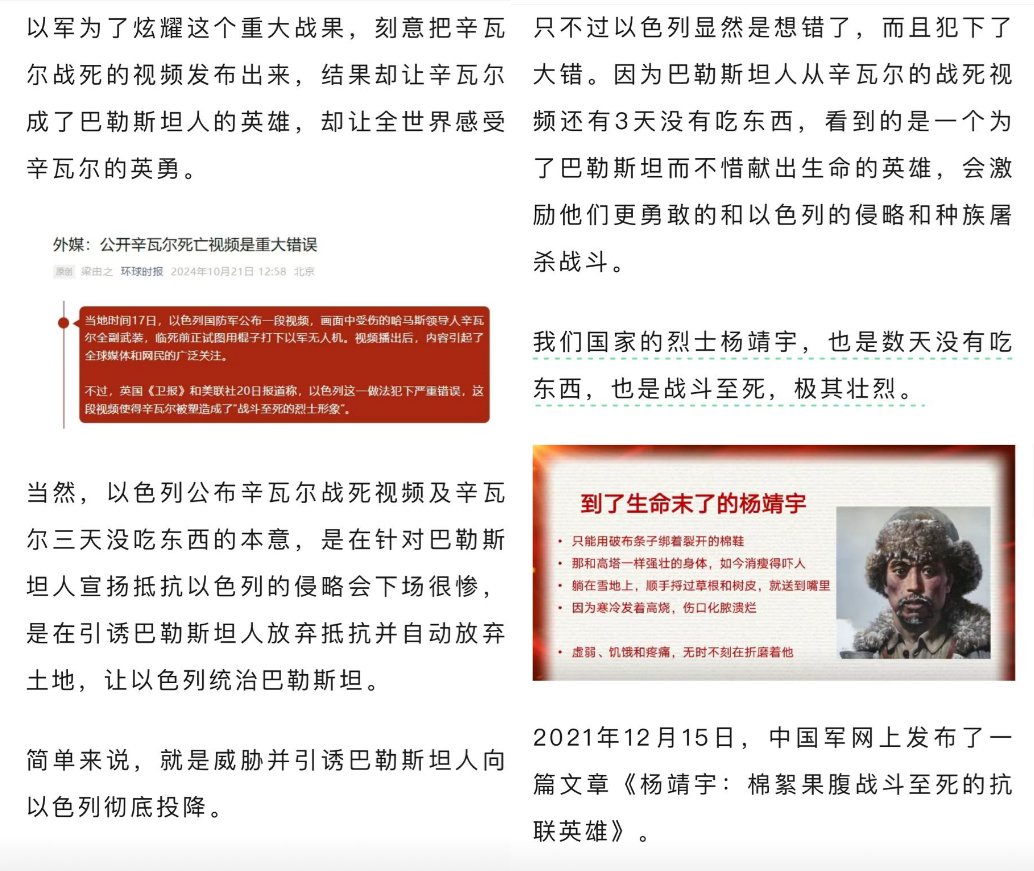 以军为了炫耀这个重大战果，刻意把辛瓦
尔战死的视频发布出来，结果却让辛瓦尔
成了巴勒斯坦人的英雄，却让全世界感受
辛瓦尔的英勇。
外媒：公开辛瓦尔死亡视频是重大错误
原创 梁由之 环球时报 2024年10月21日 12:58 北京
当地时间17日，以色列国防军公布一段视频，画面中受伤的哈马斯领导人辛瓦
尔全副武装，临死前正试图用棍子打下以军无人机。视频播出后，内容引起了
全球媒体和网民的广泛关注。
不过，英国《卫报》和美联社20日报道称，以色列这一做法犯下严重错误，这
段视频使得辛瓦尔被塑造成了“战斗至死的烈士形象”。
当然，以色列公布辛瓦尔战死视频及辛瓦
尔三天没吃东西的本意，是在针对巴勒斯
坦人宣扬抵抗以色列的侵略会下场很惨，
是在引诱巴勒斯坦人放弃抵抗并自动放弃
土地，让以色列统治巴勒斯坦。
简单来说，就是威胁并引诱巴勒斯坦人向
以色列彻底投降。
只不过以色列显然是想错了，而且犯下了
大错。因为巴勒斯坦人从辛瓦尔的战死视
频还有3天没有吃东西，看到的是一个为
了巴勒斯坦而不惜献出生命的英雄，会激
励他们更勇敢的和以色列的侵略和种族屠
杀战斗。
我们国家的烈士杨靖宇，也是数天没有吃
东西，也是战斗至死，极其壮烈。
到了生命末了的杨靖宇
• 只能用破布条子绑着裂开的棉鞋
• 那和高塔一样强壮的身体，如今消瘦得吓人
• 躺在雪地上，顺手捋过草根和树皮，就送到嘴里
• 因为寒冷发着高烧，伤口化脓溃烂
• 虚弱、饥饿和疼痛，无时不刻在折磨着他
2021年12月15日，中国军网上发布了一
篇文章《杨靖宇：棉絮果腹战斗至死的抗
联英雄》。